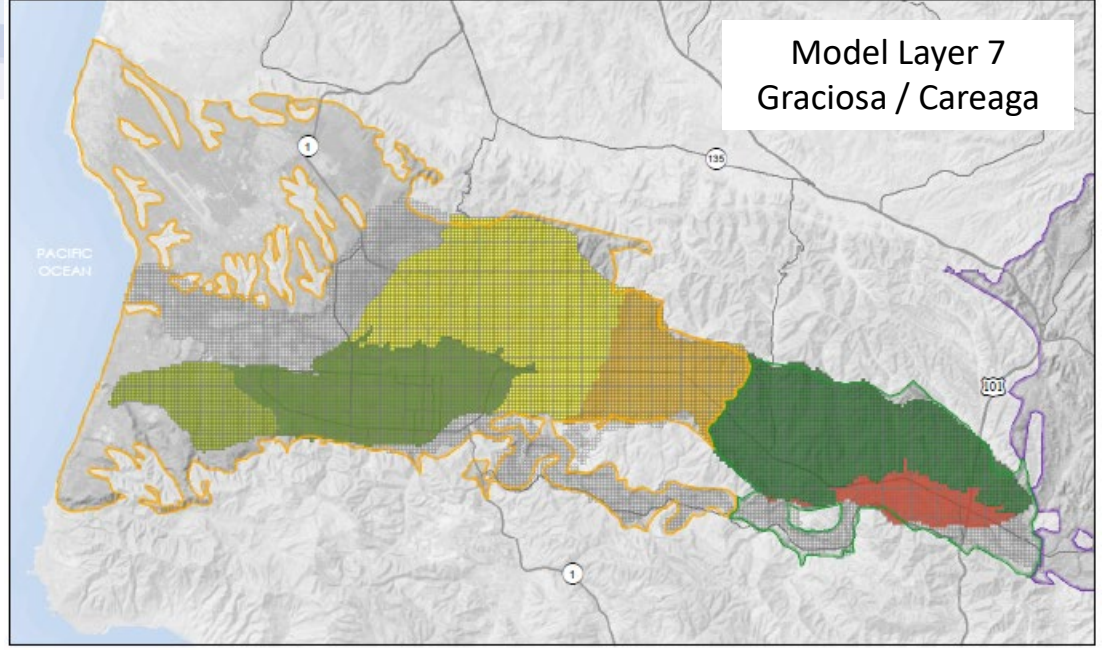 Model Layer 7
Graciosa / Careaga
1
135
PACIFIC
OCEAN
101
1